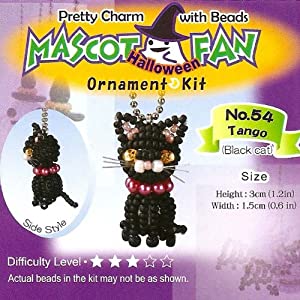 Pretty Charm with Beads
MASCOT FAN
Halloween
Ornament Kit
No.54
Tango
(Black cat)
Size
Height : 3cm (1.2in)
Width : 1.5cm (0.6 in)
Side Style
Difficulty Level - ★★★☆☆
Actual beads in the kit may not be as shown.